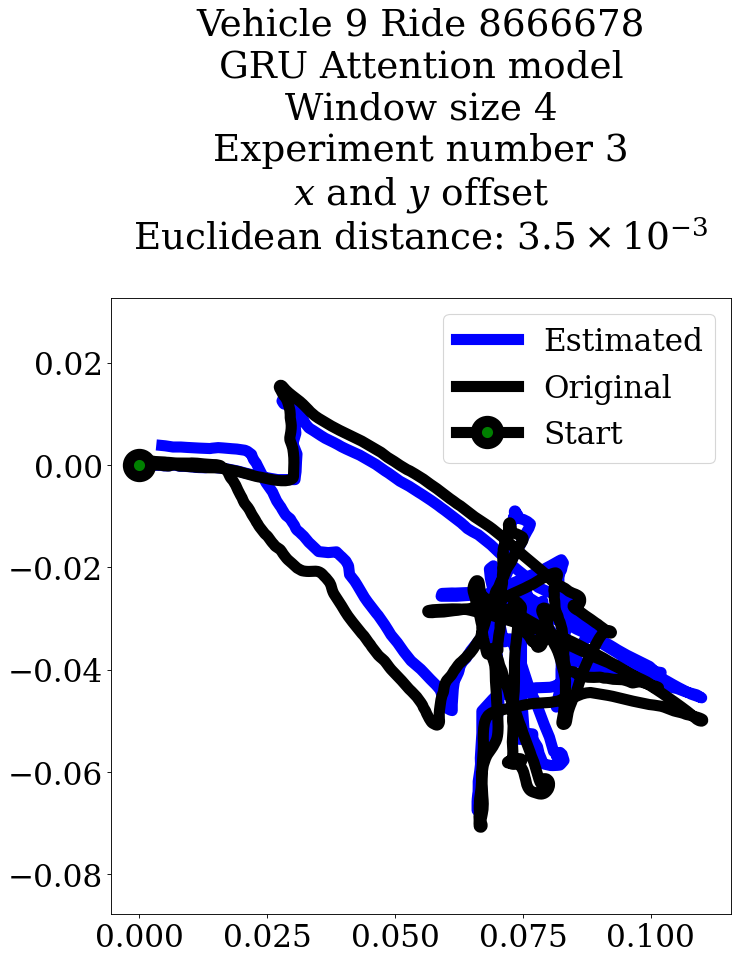 Vehicle 9 Ride 8666678
GRU Attention model
Window size 4
Experiment number 3
x and y offset
Euclidean distance: 3.5 × 10⁻³
Estimated
Original
Start
0.02
0.00
−0.02
−0.04
−0.06
−0.08
0.000 0.025 0.050 0.075 0.100